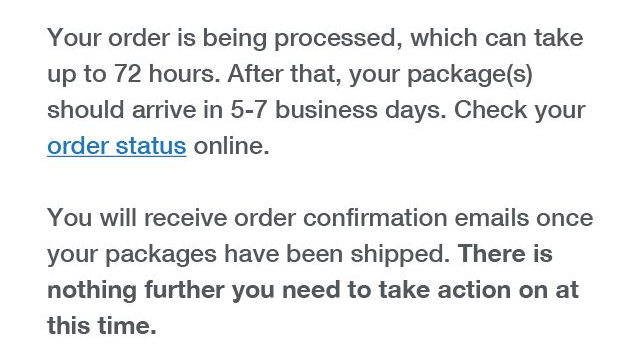 Your order is being processed, which can take
up to 72 hours. After that, your package(s)
should arrive in 5-7 business days. Check your
order status online.
You will receive order confirmation emails once
your packages have been shipped. There is
nothing further you need to take action on at
this time.